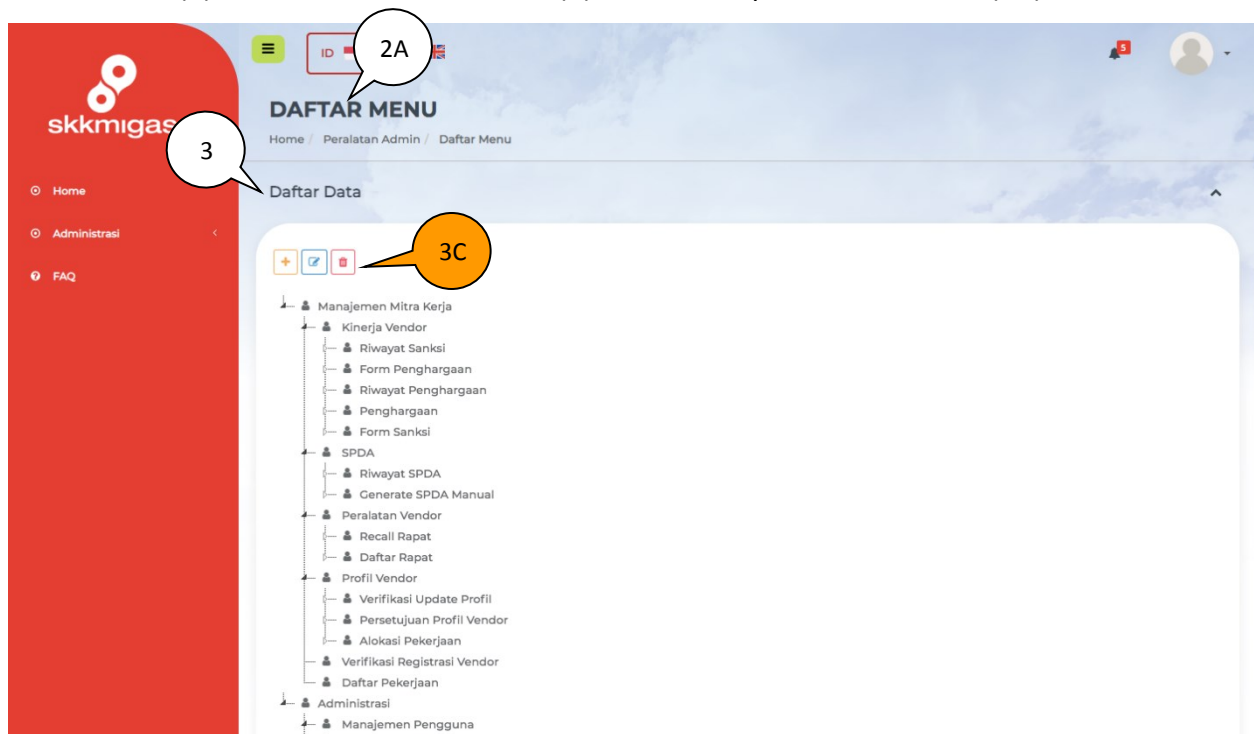 2A
ID
5
skkmigas
DAFTAR MENU
Home / Peralatan Admin / Daftar Menu
3
Home
Daftar Data
Administrasi
3C
FAQ
Manajemen Mitra Kerja
Kinerja Vendor
Riwayat Sanksi
Form Penghargaan
Riwayat Penghargaan
Penghargaan
Form Sanksi
SPDA
Riwayat SPDA
Generate SPDA Manual
Peralatan Vendor
Recall Rapat
Daftar Rapat
Profil Vendor
Verifikasi Update Profil
Persetujuan Profil Vendor
Alokasi Pekerjaan
Verifikasi Registrasi Vendor
Daftar Pekerjaan
Administrasi
Manajemen Pengguna